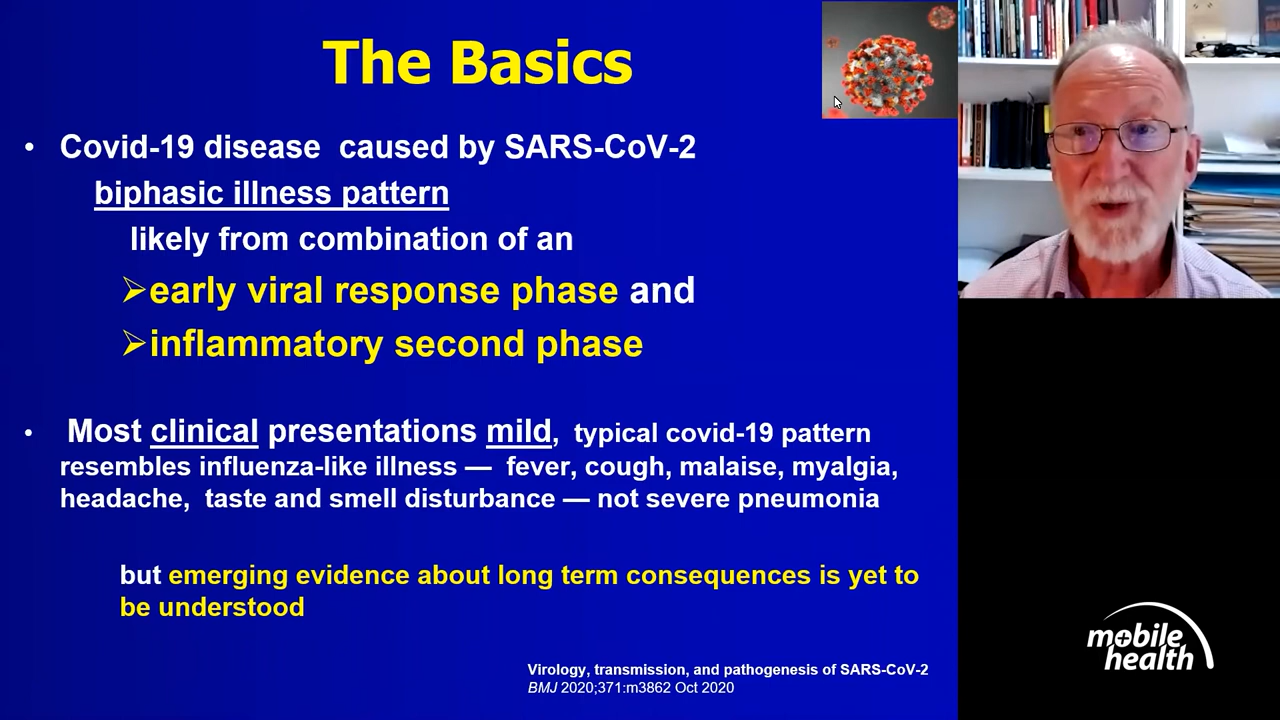 The Basics
• Covid-19 disease caused by SARS-CoV-2
biphasic illness pattern
likely from combination of an
➢early viral response phase and
➢inflammatory second phase
• Most clinical presentations mild, typical covid-19 pattern
resembles influenza-like illness — fever, cough, malaise, myalgia,
headache, taste and smell disturbance — not severe pneumonia
but emerging evidence about long term consequences is yet to
be understood
Virology, transmission, and pathogenesis of SARS-CoV-2
BMJ 2020;371:m3862 Oct 2020
mobile
health